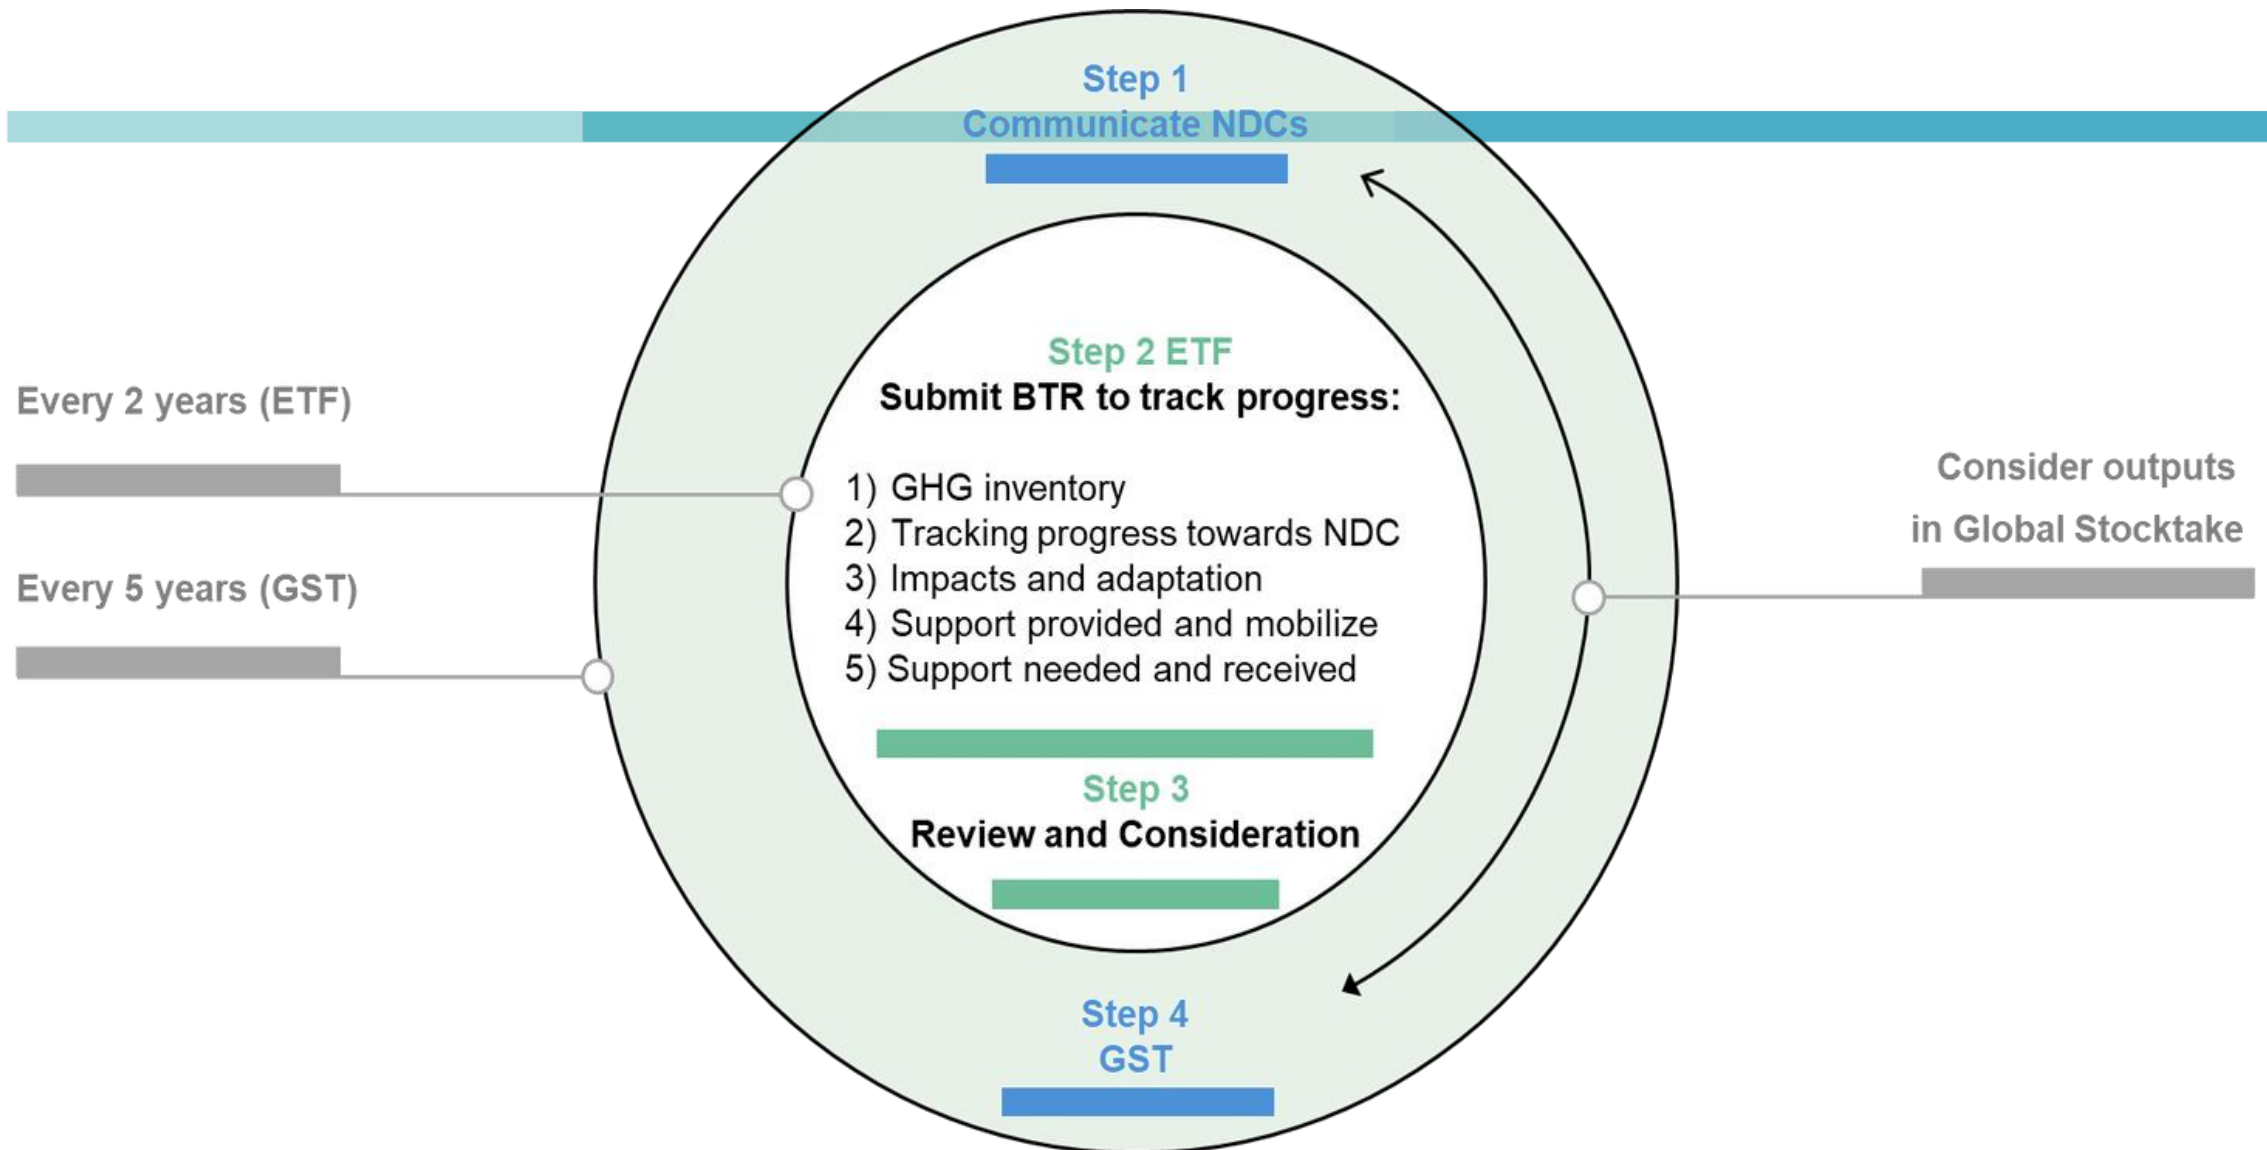 Step 1
Communicate NDCs
Step 2 ETF
Submit BTR to track progress:
1) GHG inventory
2) Tracking progress towards NDC
3) Impacts and adaptation
4) Support provided and mobilize
5) Support needed and received
Step 3
Review and Consideration
Step 4
GST
Every 2 years (ETF)
Every 5 years (GST)
Consider outputs
in Global Stocktake